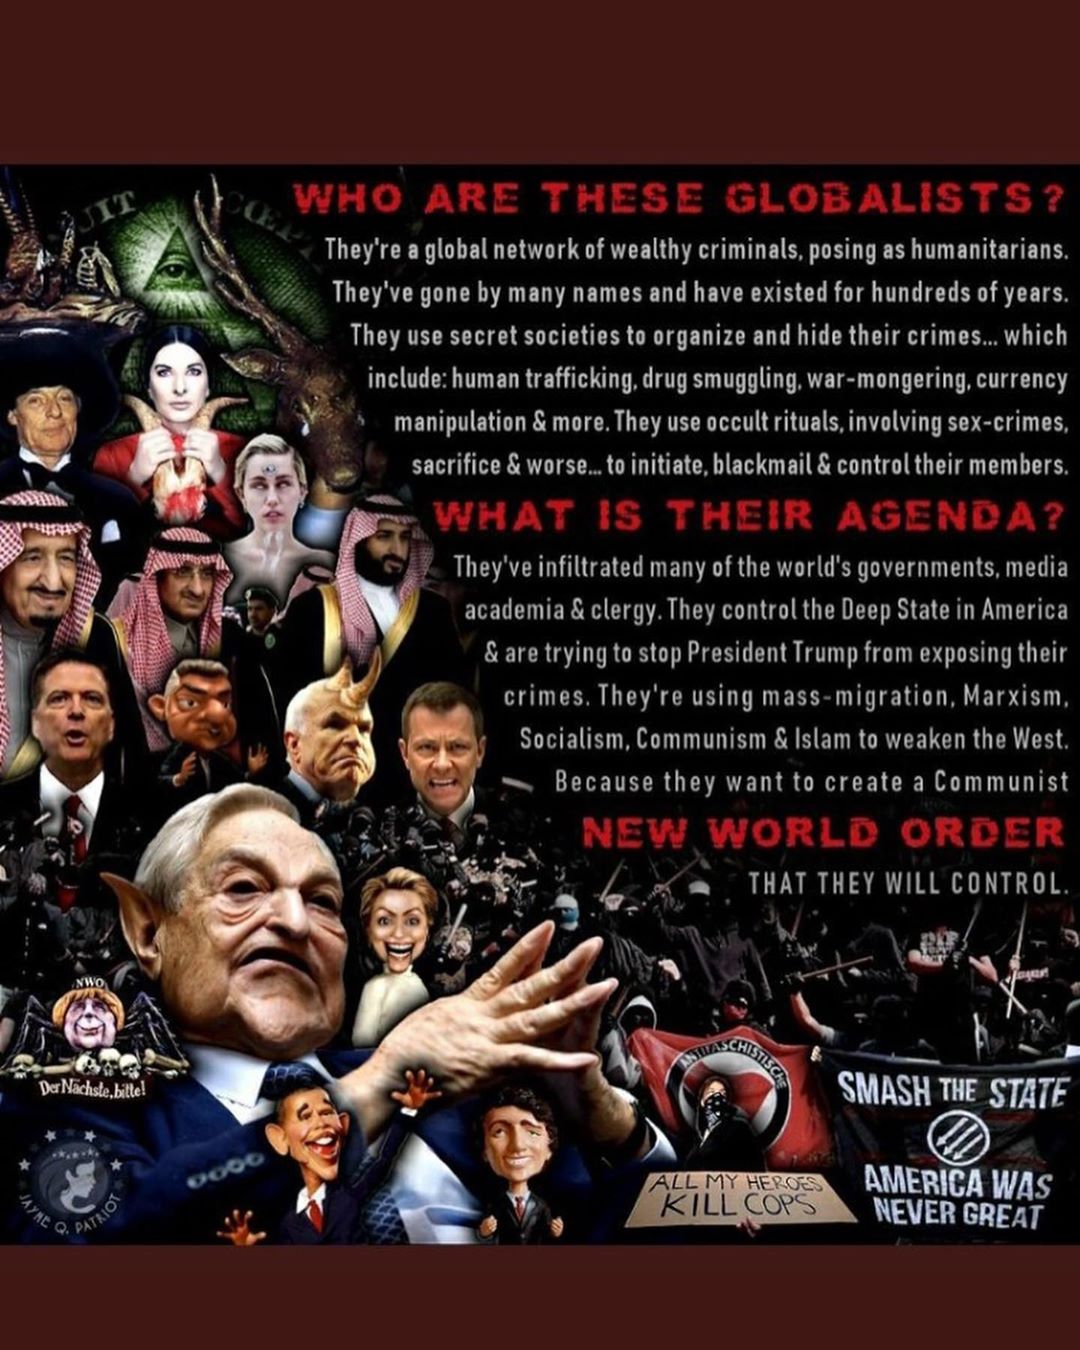 WHO ARE THESE GLOBALISTS?
They're a global network of wealthy criminals, posing as humanitarians.
They've gone by many names and have existed for hundreds of years.
They use secret societies to organize and hide their crimes... which
include: human trafficking, drug smuggling, war-mongering, currency
manipulation & more. They use occult rituals, involving sex-crimes,
sacrifice & worse... to initiate, blackmail & control their members.
WHAT IS THEIR AGENDA?
They've infiltrated many of the world's governments, media
academia & clergy. They control the Deep State in America
& are trying to stop President Trump from exposing their
crimes. They're using mass-migration, Marxism,
Socialism, Communism & Islam to weaken the West.
Because they want to create a Communist
NEW WORLD ORDER
THAT THEY WILL CONTROL.
NWO
Der Nächste, bitte!
JAYNE Q. PATRIOT
ANTIFASCHISTISCHE
ALL MY HEROES
KILL COPS
SMASH THE STATE
AMERICA WAS
NEVER GREAT